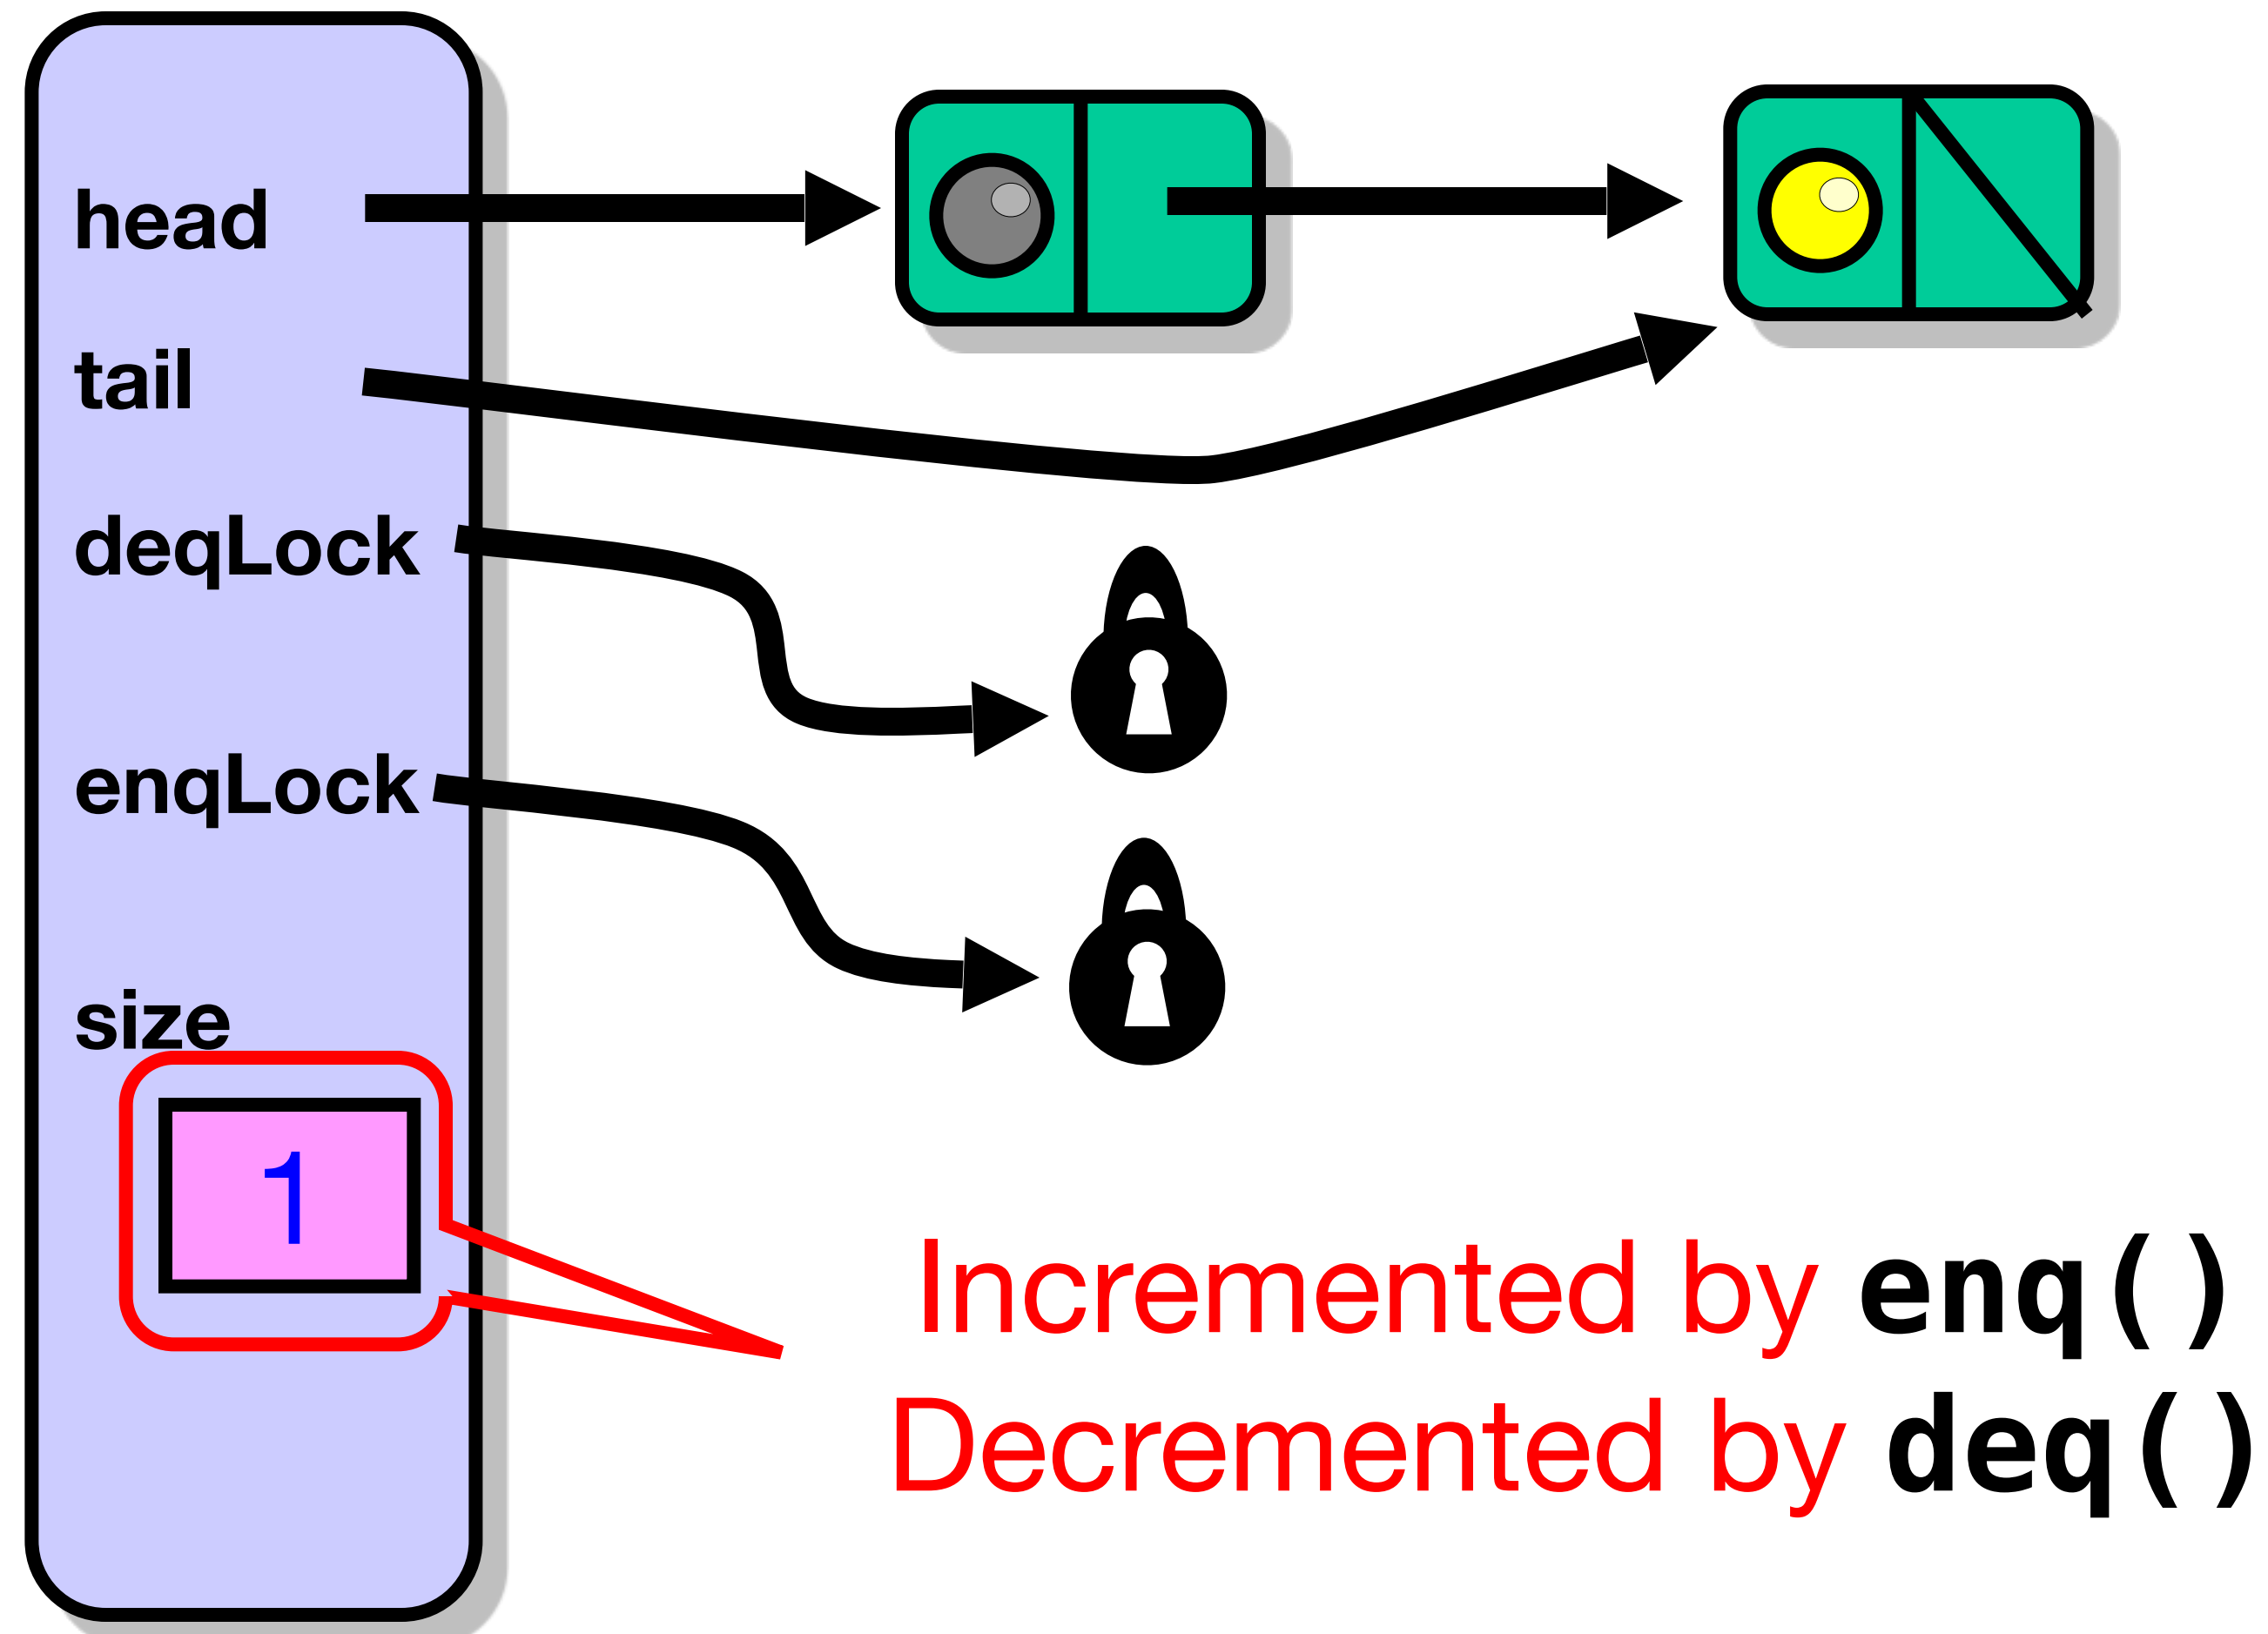 head
tail
deqLock
enqLock
size
1
Incremented by enq()
Decremented by deq()